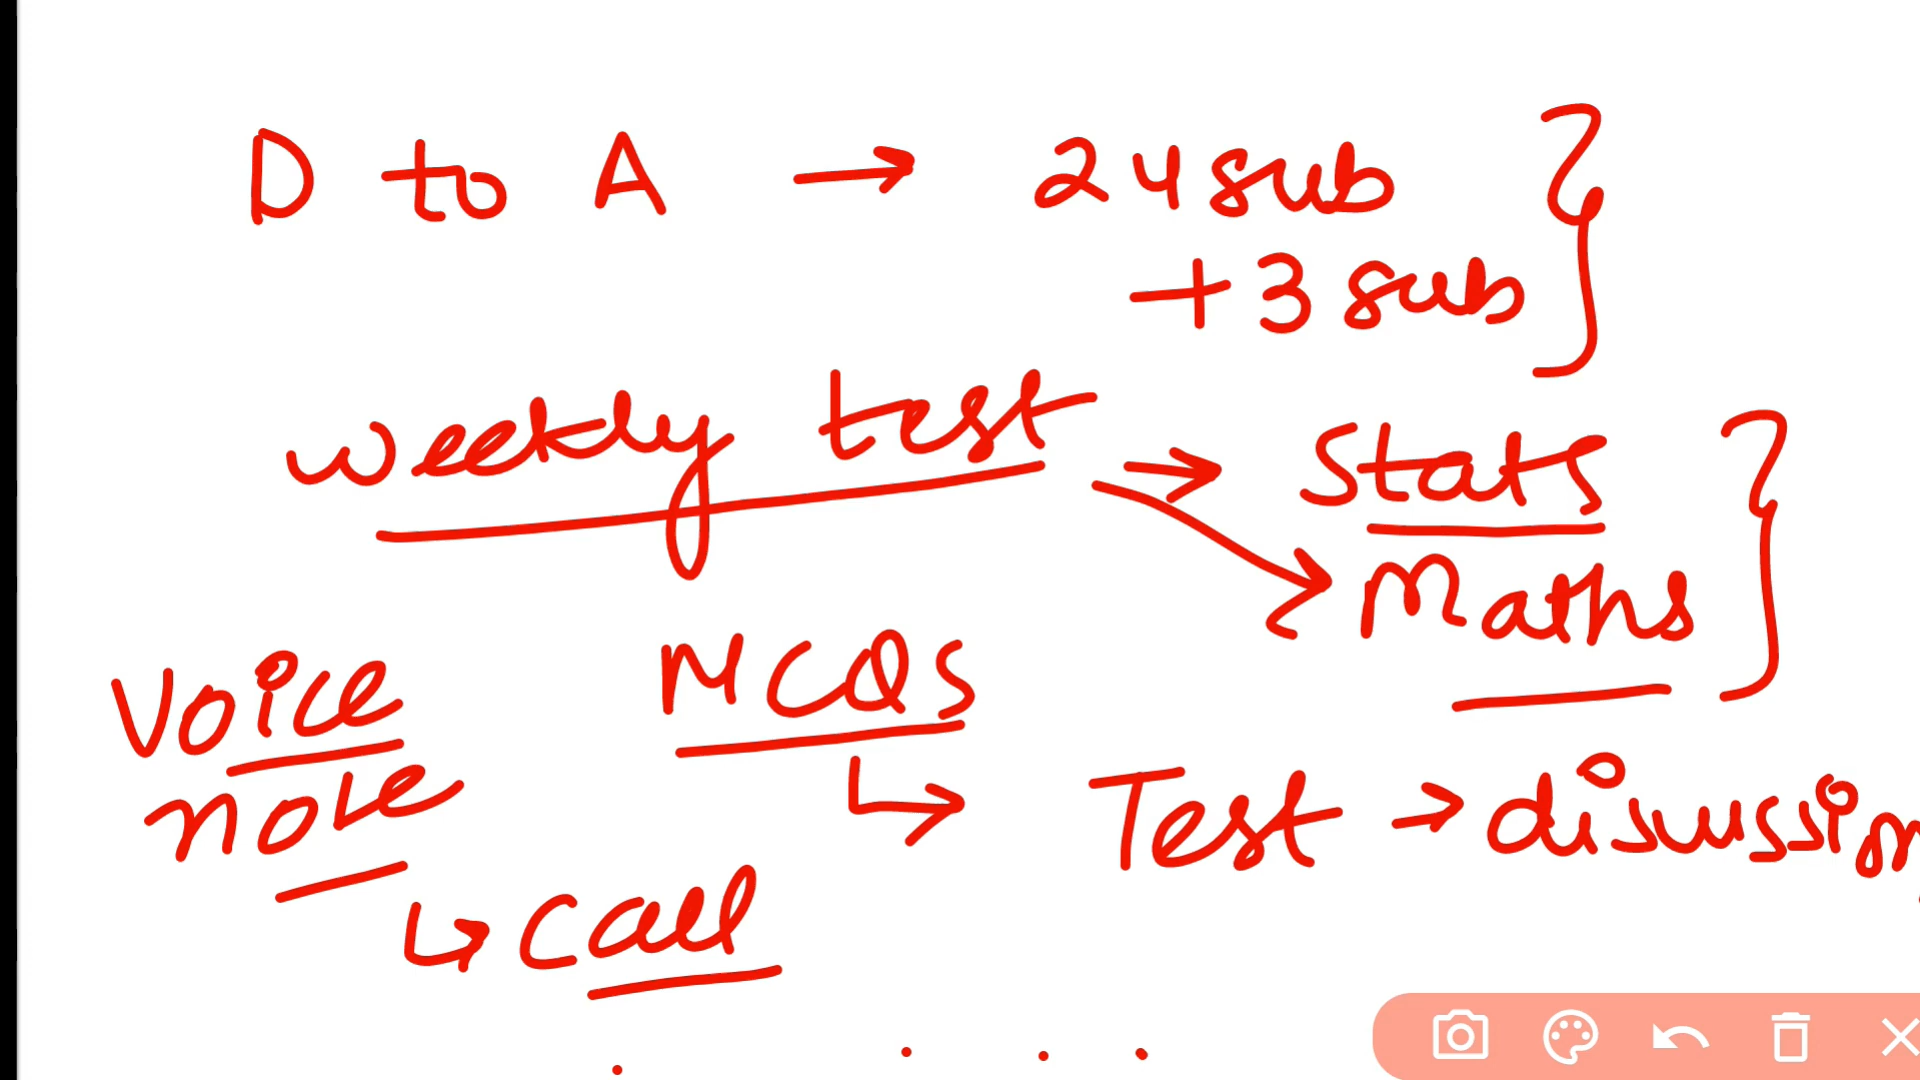 D to A → 24 sub
+ 3 sub
weekly test → Stats
Maths
Voice note
MCQs
↳ Test → discussion
↳ Call